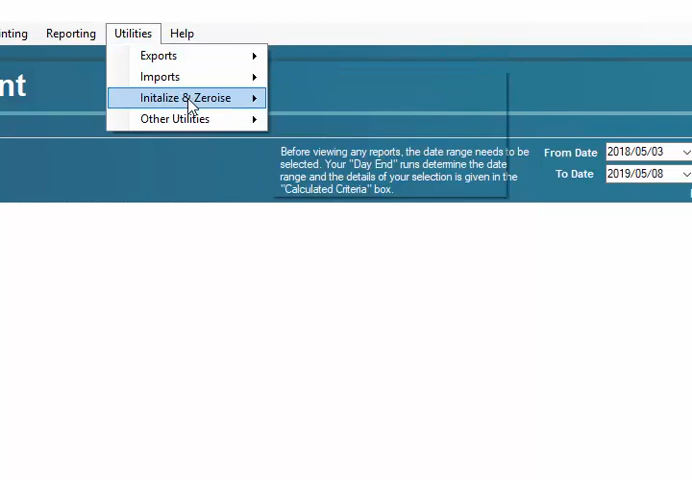 inting Reporting Utilities Help
Exports
Imports
Initalize & Zeroise
Other Utilities
nt
Before viewing any reports, the date range needs to be
selected. Your "Day End" runs determine the date
range and the details of your selection is given in the
"Calculated Criteria" box.
From Date 2018/05/03
To Date 2019/05/08